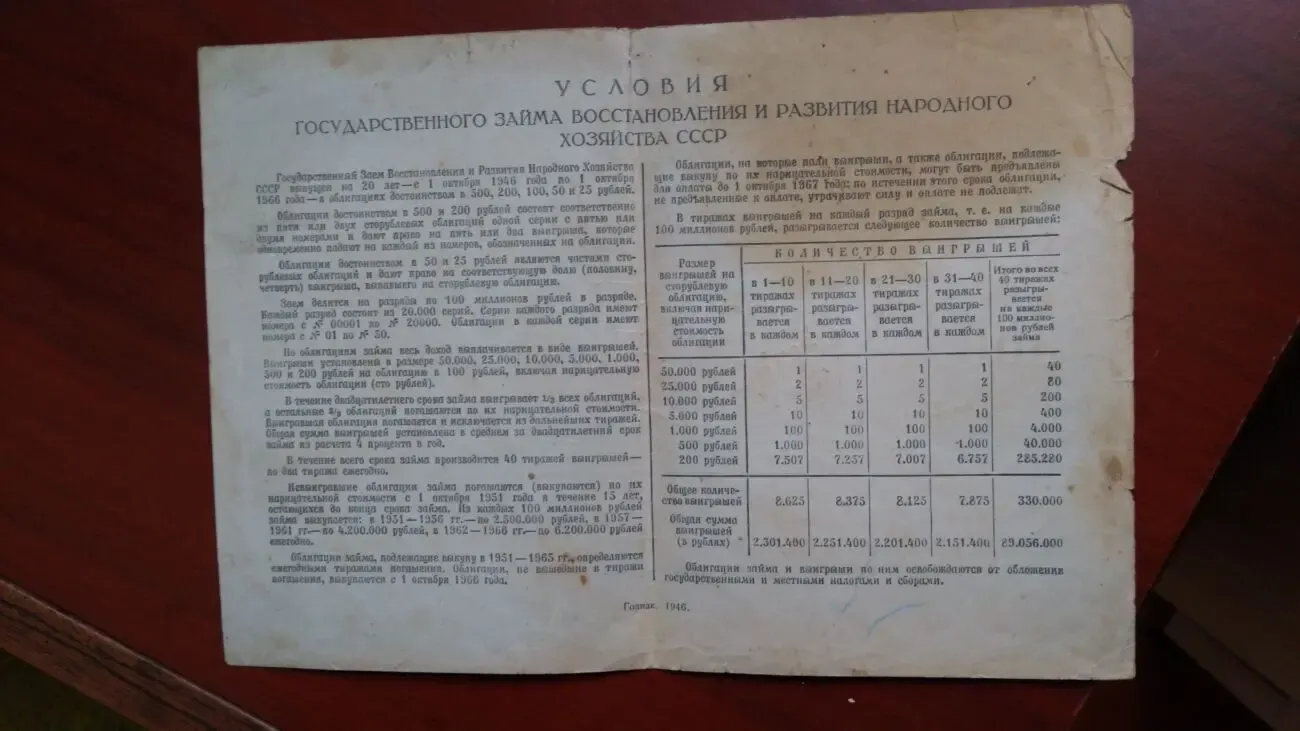 УСЛОВИЯ
ГОСУДАРСТВЕННОГО ЗАЙМА ВОССТАНОВЛЕНИЯ И РАЗВИТИЯ НАРОДНОГО
ХОЗЯЙСТВА СССР
Государственный Заем Восстановления и Развития Народного Хозяйства
СССР выпущен на 20 лет — с 1 октября 1946 года по 1 октября
1966 года — в облигациях достоинством в 500, 200, 100, 50 и 25 рублей.
Облигации достоинством в 500 и 200 рублей состоят соответственно
из пяти или двух сторублевых облигаций одной серии с пятью или
двумя номерами и дают право на пять или два выигрыша, которые
одновременно падают на каждый из номеров, обозначенных на облигации.
Облигации достоинством в 50 и 25 рублей являются частями сто-
рублевых облигаций и дают право на соответствующую долю (половину,
четверть) выигрыша, выпавшего на сторублевую облигацию.
Заем делится на разряды по 100 миллионов рублей в разряде.
Каждый разряд состоит из 20.000 серий. Серии каждого разряда имеют
номера с № 00001 по № 20000. Облигации в каждой серии имеют
номера с № 01 по № 50.
По облигациям займа весь доход выплачивается в виде выигрышей.
Выигрыши установлены в размере 50.000, 25.000, 10.000, 5.000, 1.000,
500 и 200 рублей на облигацию в 100 рублей, включая нарицательную
стоимость облигации (сто рублей).
В течение двадцатилетнего срока займа выигрывает 1/3 всех облигаций,
а остальные 2/3 облигаций погашаются по их нарицательной стоимости.
Выигравшая облигация погашается и исключается из дальнейших тиражей.
Общая сумма выигрышей установлена в среднем за двадцатилетний срок
займа из расчета 4 процента в год.
В течение всего срока займа производится 40 тиражей выигрышей —
по два тиража ежегодно.
Невыигравшие облигации займа погашаются (выкупаются) по их
нарицательной стоимости с 1 октября 1951 года в течение 15 лет,
остающихся до конца срока займа. Из каждых 100 миллионов рублей
займа выкупается: в 1951—1956 гг.—по 2.500.000 рублей, в 1957—
1961 гг.—по 4.200.000 рублей, в 1962—1966 гг.—по 6.200.000 рублей
ежегодно.
Облигации займа, подлежащие выкупу в 1951—1965 гг., определяются
ежегодными тиражами погашения. Облигации, не вышедшие в тиражи
погашения, выкупаются с 1 октября 1966 года.
Облигации, на которые пали выигрыши, а также облигации, подлежа-
щие выкупу по их нарицательной стоимости, могут быть предъявлены
для оплаты до 1 октября 1967 года; по истечении этого срока облигации,
не предъявленные к оплате, утрачивают силу и оплате не подлежат.
В тиражах выигрышей на каждый разряд займа, т. е. на каждые
100 миллионов рублей, разыгрывается следующее количество выигрышей:
Размер
выигрышей на
сторублевую
облигацию,
включая нари-
цательную
стоимость
облигации
КОЛИЧЕСТВО ВЫИГРЫШЕЙ
в 1—10
тиражах
разыгры-
вается
в каждом
в 11—20
тиражах
разыгры-
вается
в каждом
в 21—30
тиражах
разыгры-
вается
в каждом
в 31—40
тиражах
разыгры-
вается
в каждом
Итого во всех
40 тиражах
разыгры-
вается
на каждые
100 миллио-
нов рублей
займа
50.000 рублей 1 1 1 1 40
25.000 рублей 2 2 2 2 80
10.000 рублей 5 5 5 5 200
5.000 рублей 10 10 10 10 400
1.000 рублей 100 100 100 100 4.000
500 рублей 1.000 1.000 1.000 1.000 40.000
200 рублей 7.507 7.257 7.007 6.757 285.280
Общее количе-
ство выигрышей 8.625 8.375 8.125 7.875 330.000
Общая сумма
выигрышей
(в рублях) 2.301.400 2.251.400 2.201.400 2.151.400 89.056.000
Облигации займа и выигрыши по ним освобождаются от обложения
государственными и местными налогами и сборами.
Гознак. 1946.